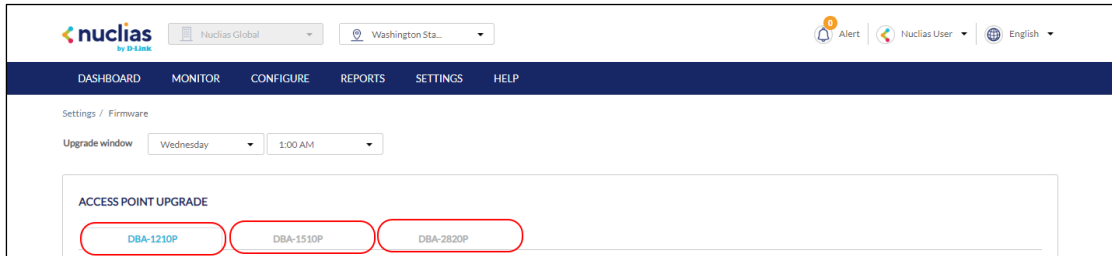 nuclias
by D-Link
Nuclias Global
Washington Sta...
0
Alert
Nuclias User
English
DASHBOARD MONITOR CONFIGURE REPORTS SETTINGS HELP
Settings / Firmware
Upgrade window Wednesday 1:00 AM
ACCESS POINT UPGRADE
DBA-1210P DBA-1510P DBA-2820P